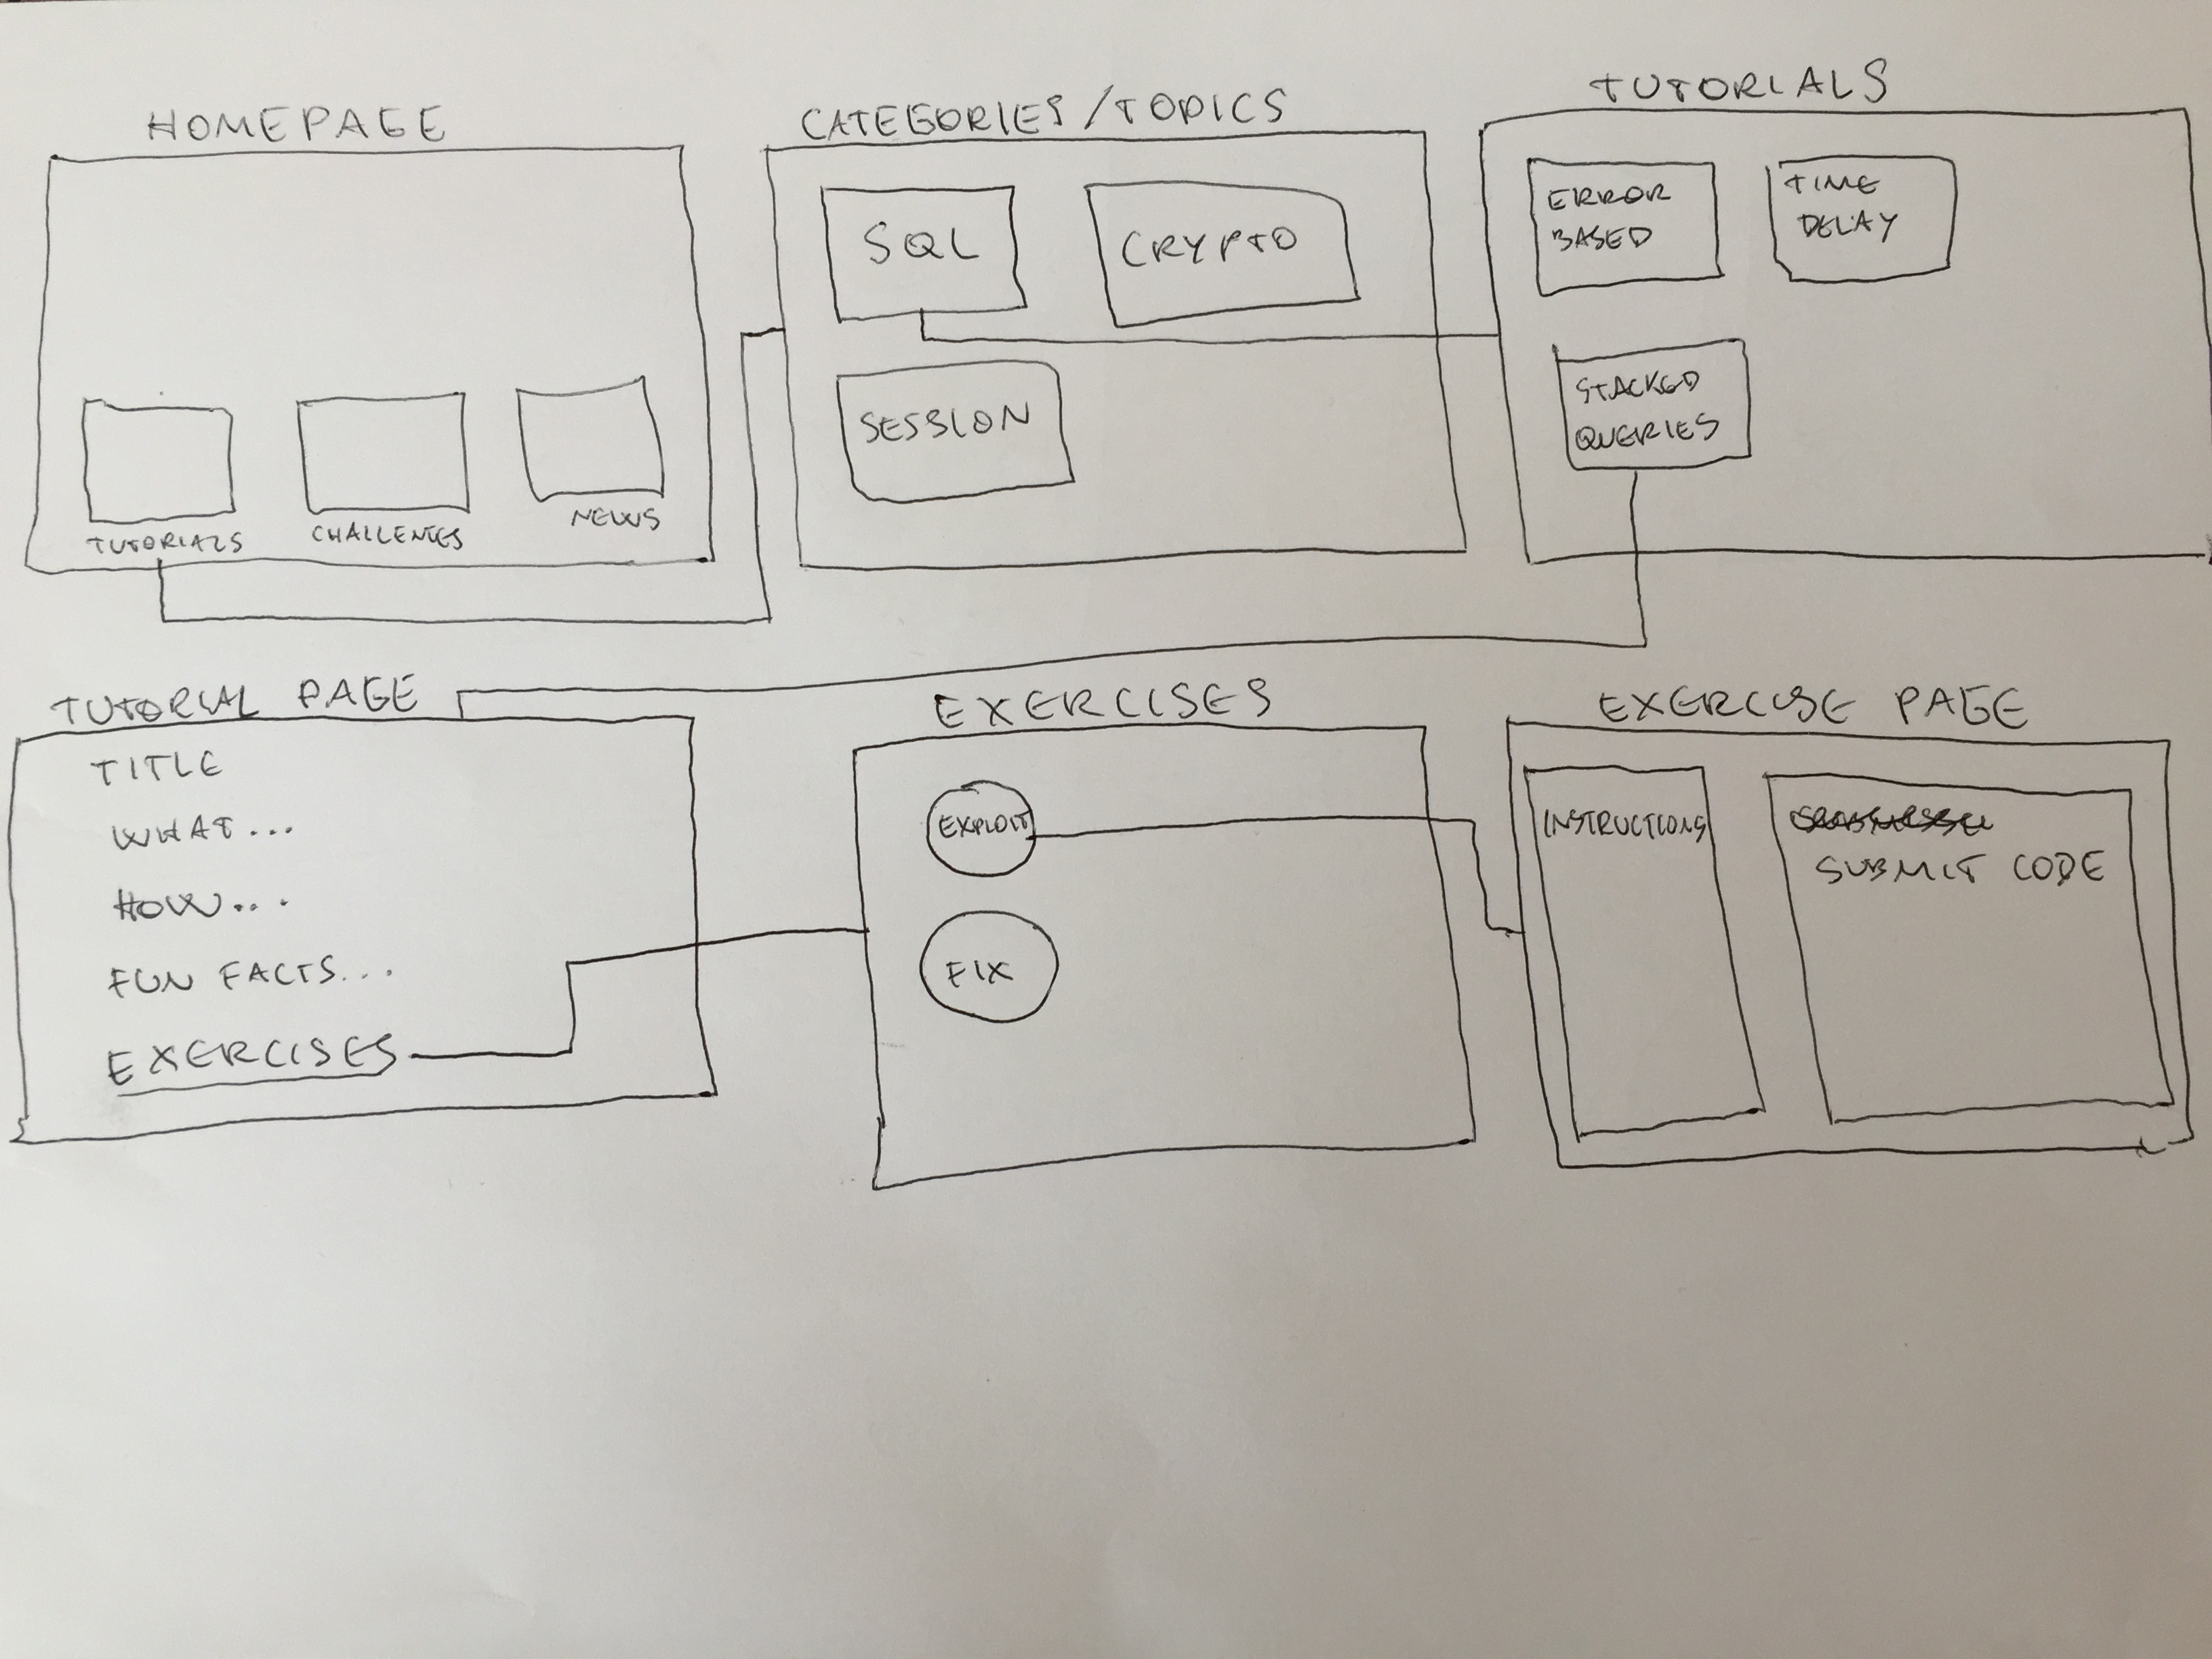 HOMEPAGE
TUTORIALS
CHALLENGES
NEWS
CATEGORIES/TOPICS
SQL
CRYPTO
SESSION
TUTORIALS
ERROR
BASED
TIME
DELAY
STACKED
QUERIES
TUTORIAL PAGE
TITLE
WHAT...
HOW...
FUN FACTS...
EXERCISES
EXERCISES
EXPLOIT
FIX
EXERCISE PAGE
INSTRUCTIONS
SUBMIT CODE